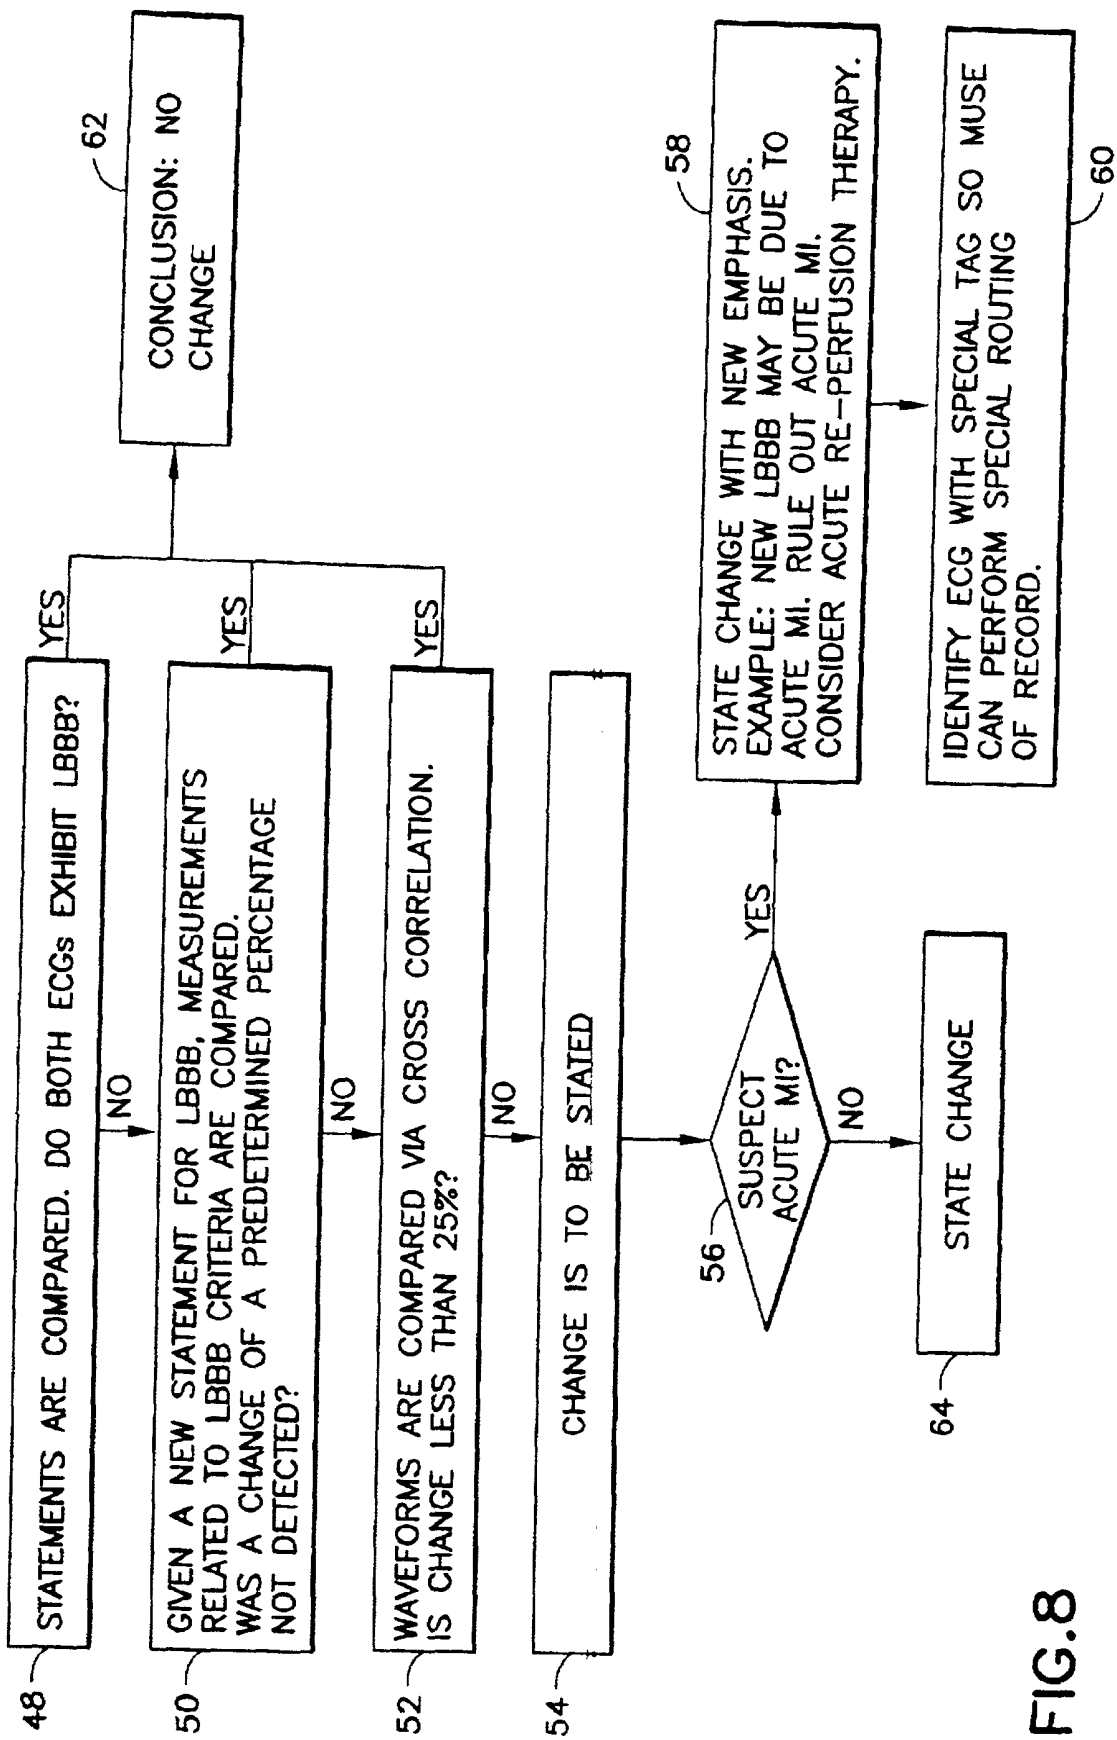 48
STATEMENTS ARE COMPARED. DO BOTH ECGs EXHIBIT LBBB?
YES
NO
62
CONCLUSION: NO
CHANGE
50
GIVEN A NEW STATEMENT FOR LBBB, MEASUREMENTS
RELATED TO LBBB CRITERIA ARE COMPARED.
WAS A CHANGE OF A PREDETERMINED PERCENTAGE
NOT DETECTED?
YES
NO
52
WAVEFORMS ARE COMPARED VIA CROSS CORRELATION.
IS CHANGE LESS THAN 25%?
YES
NO
54
CHANGE IS TO BE STATED
56
SUSPECT
ACUTE MI?
YES
NO
58
STATE CHANGE WITH NEW EMPHASIS.
EXAMPLE: NEW LBBB MAY BE DUE TO
ACUTE MI. RULE OUT ACUTE MI.
CONSIDER ACUTE RE-PERFUSION THERAPY.
60
IDENTIFY ECG WITH SPECIAL TAG SO MUSE
CAN PERFORM SPECIAL ROUTING
OF RECORD.
64
STATE CHANGE
FIG.8